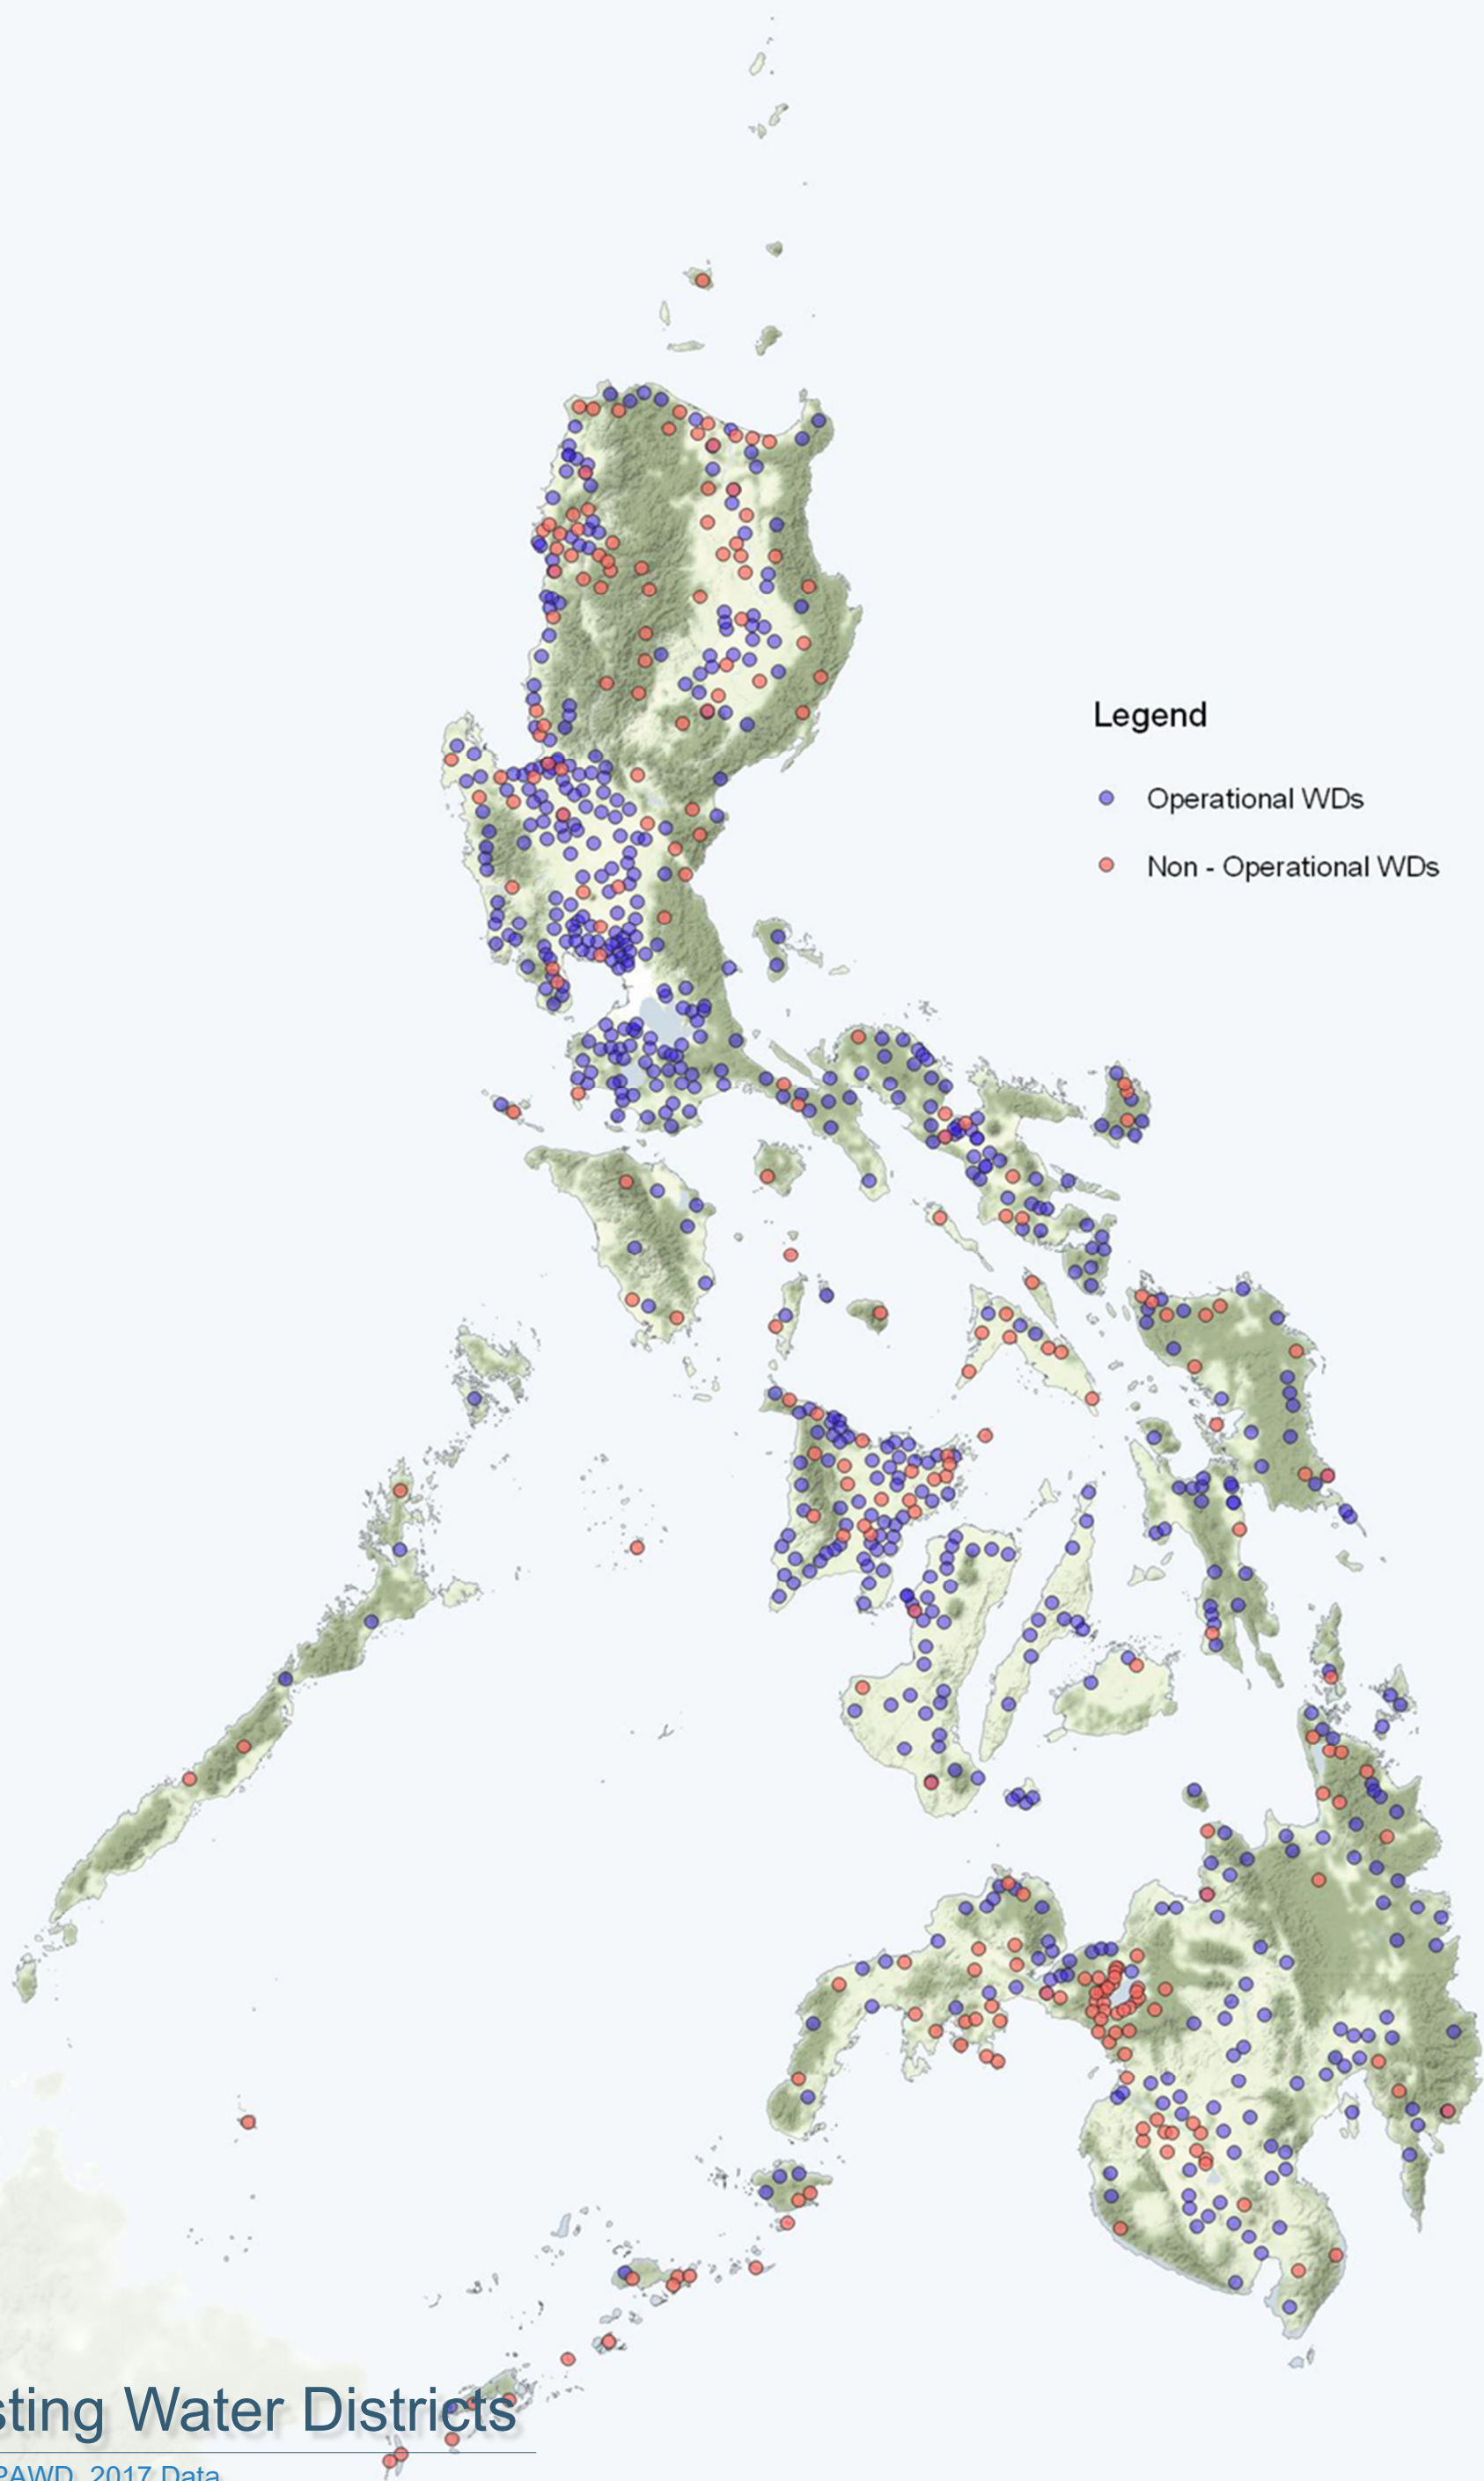 Legend
Operational WDs
Non - Operational WDs
sting Water Districts
PAWD, 2017 Data